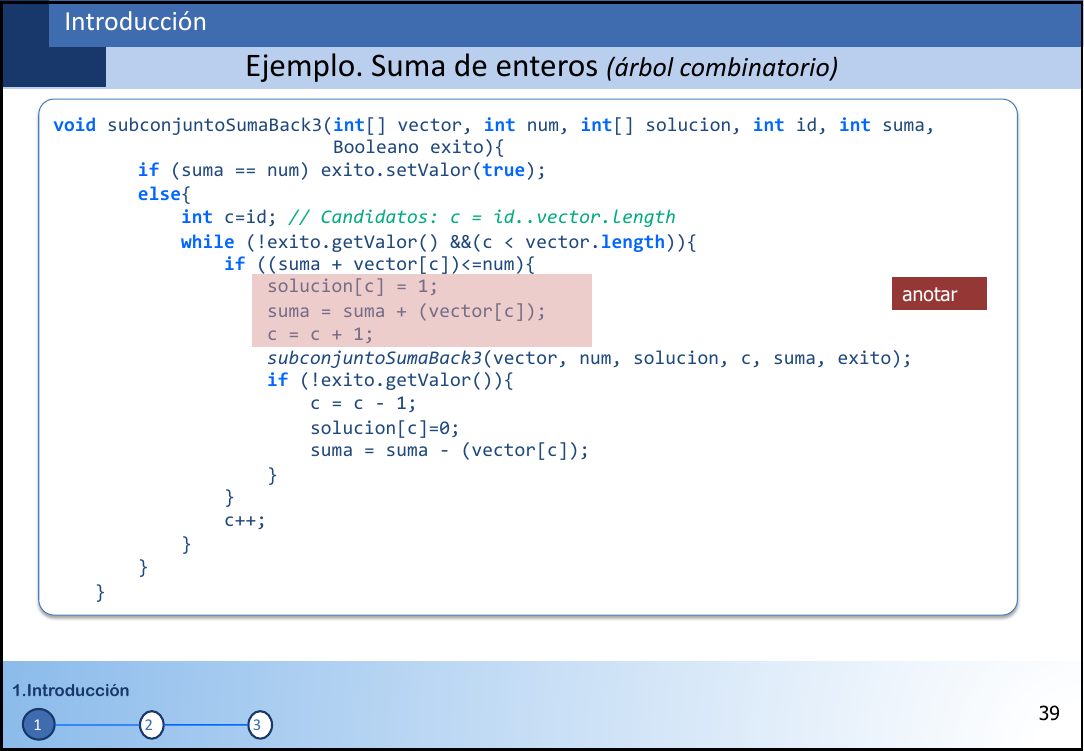 Introducción
Ejemplo. Suma de enteros (árbol combinatorio)
void subconjuntoSumaBack3(int[] vector, int num, int[] solucion, int id, int suma,
Booleano exito){
if (suma == num) exito.setValor(true);
else{
int c=id; // Candidatos: c = id..vector.length
while (!exito.getValor() &&(c < vector.length)){
if ((suma + vector[c])<=num){
solucion[c] = 1;
anotar
suma = suma + (vector[c]);
c = c + 1;
subconjuntoSumaBack3(vector, num, solucion, c, suma, exito);
if (!exito.getValor()){
c = c - 1;
solucion[c]=0;
suma = suma - (vector[c]);
}
}
c++;
}
}
}
1.Introducción
1 2 3
39